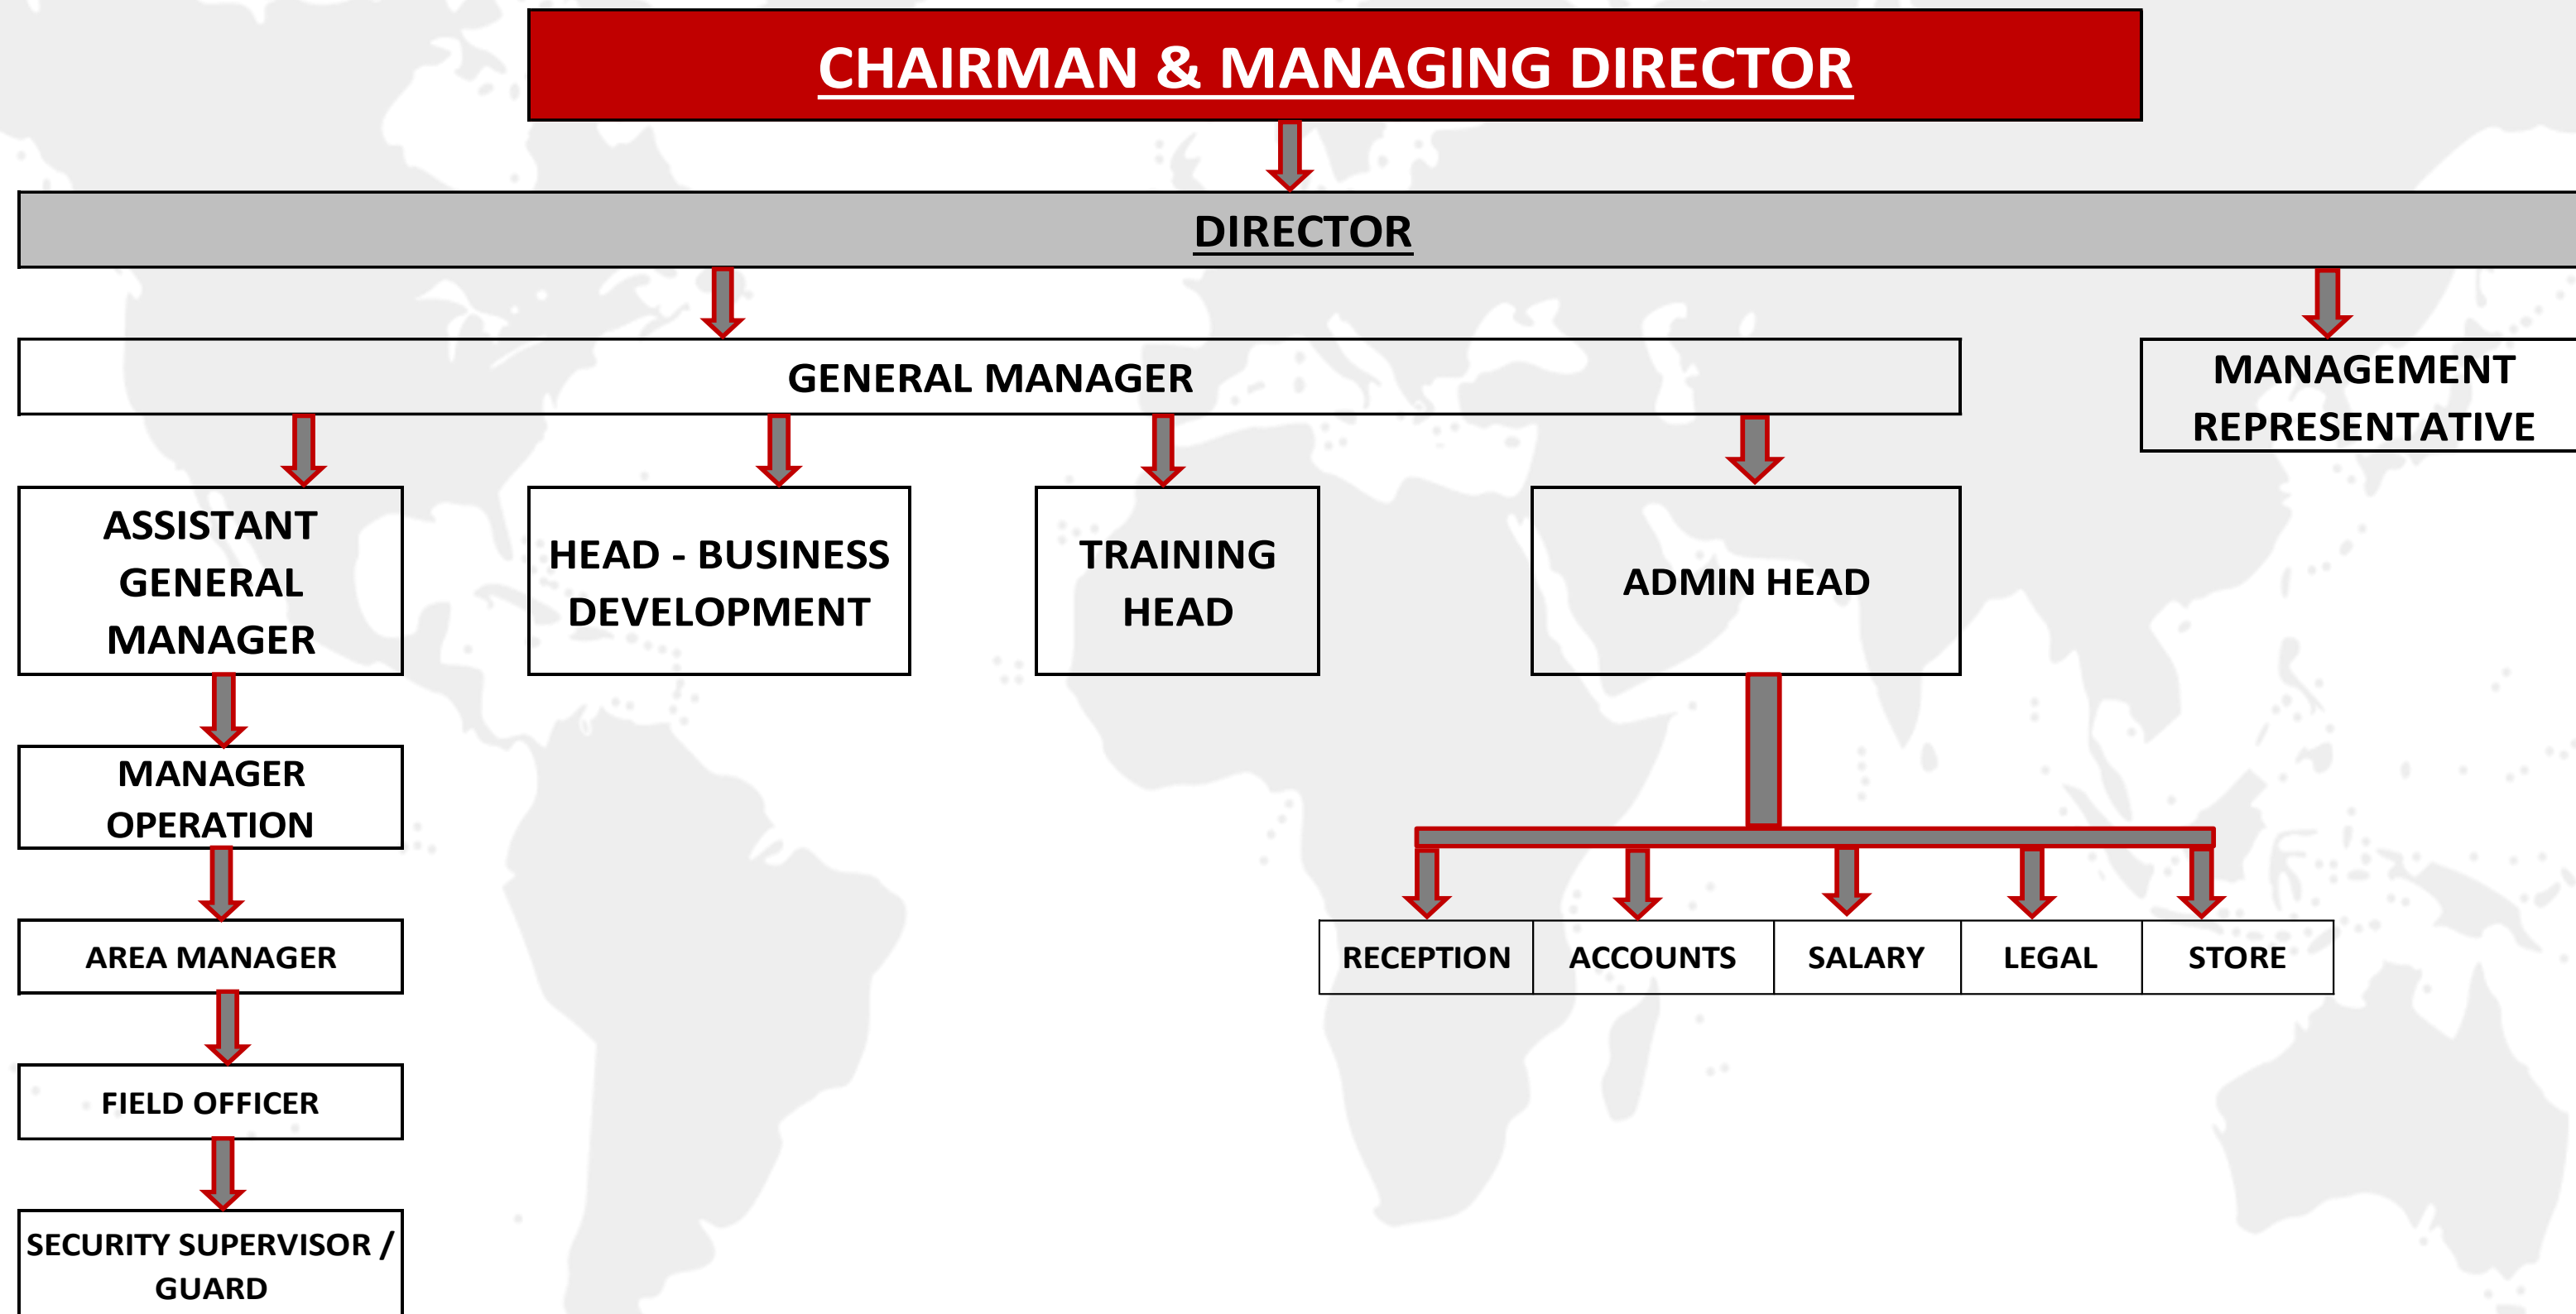 CHAIRMAN & MANAGING DIRECTOR
DIRECTOR
GENERAL MANAGER
MANAGEMENT
REPRESENTATIVE
ASSISTANT
GENERAL
MANAGER
HEAD - BUSINESS
DEVELOPMENT
TRAINING
HEAD
ADMIN HEAD
MANAGER
OPERATION
AREA MANAGER
RECEPTION
ACCOUNTS
SALARY
LEGAL
STORE
FIELD OFFICER
SECURITY SUPERVISOR /
GUARD